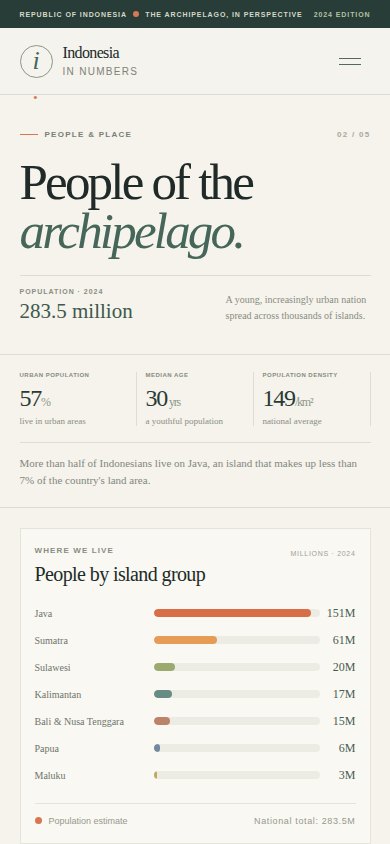 REPUBLIC OF INDONESIA
THE ARCHIPELAGO, IN PERSPECTIVE
2024 EDITION
i
Indonesia
IN NUMBERS
PEOPLE & PLACE
02 / 05
People of the
archipelago.
POPULATION · 2024
283.5 million
A young, increasingly urban nation
spread across thousands of islands.
URBAN POPULATION
57%
live in urban areas
MEDIAN AGE
30 yrs
a youthful population
POPULATION DENSITY
149/km²
national average
More than half of Indonesians live on Java, an island that makes up less than
7% of the country's land area.
WHERE WE LIVE
MILLIONS · 2024
People by island group
Java 151M
Sumatra 61M
Sulawesi 20M
Kalimantan 17M
Bali & Nusa Tenggara 15M
Papua 6M
Maluku 3M
Population estimate
National total: 283.5M